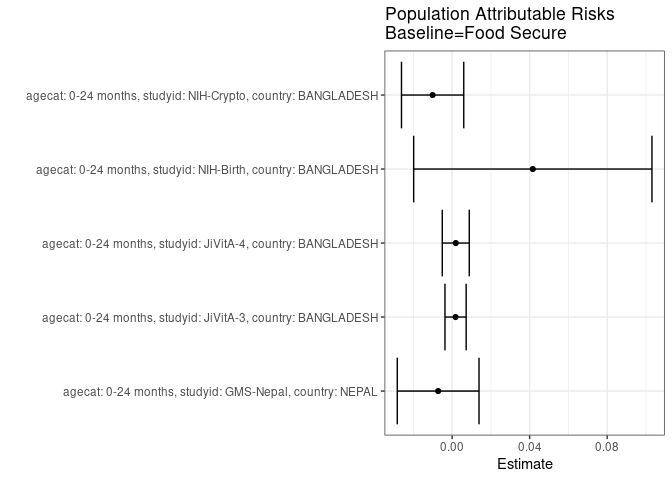 Population Attributable Risks
Baseline=Food Secure
agecat: 0-24 months, studyid: NIH-Crypto, country: BANGLADESH
agecat: 0-24 months, studyid: NIH-Birth, country: BANGLADESH
agecat: 0-24 months, studyid: JiVitA-4, country: BANGLADESH
agecat: 0-24 months, studyid: JiVitA-3, country: BANGLADESH
agecat: 0-24 months, studyid: GMS-Nepal, country: NEPAL
0.00 0.04 0.08
Estimate